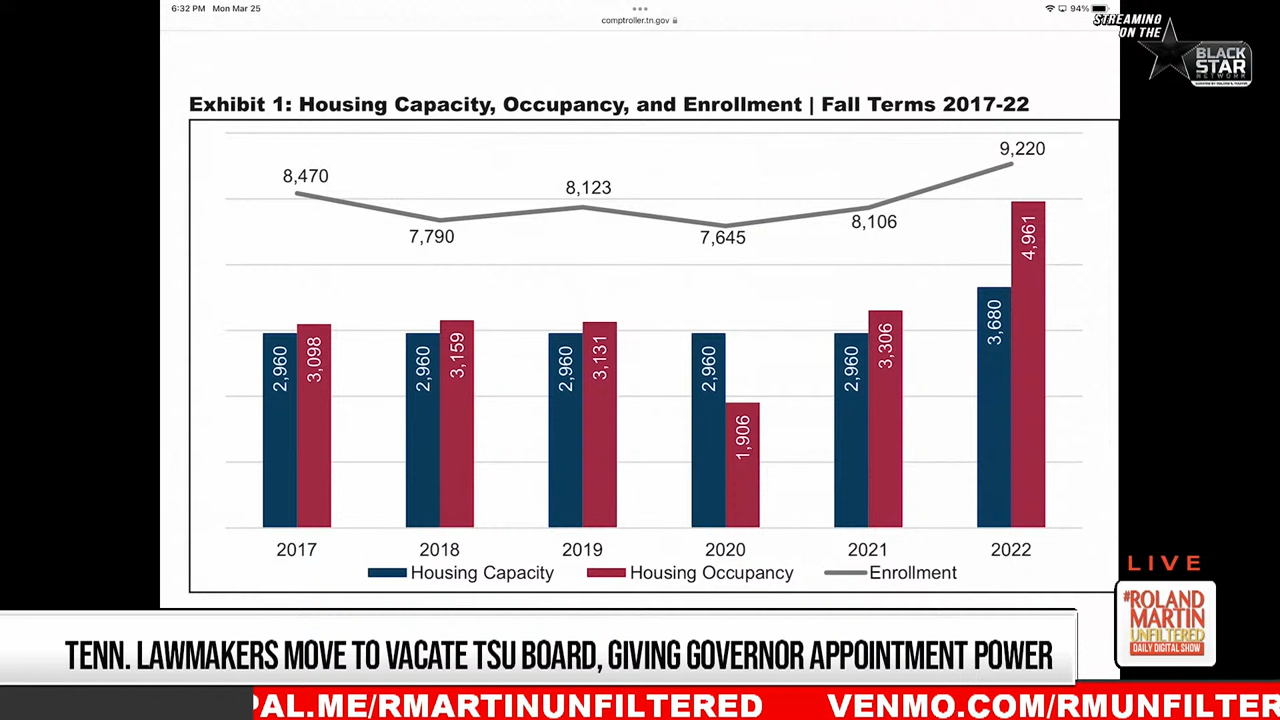 6:32 PM Mon Mar 25
comptroller.tn.gov
94%
STREAMING
ON THE
BLACK
STAR
NETWORK
Exhibit 1: Housing Capacity, Occupancy, and Enrollment | Fall Terms 2017-22
8,470
7,790
8,123
7,645
8,106
9,220
2,960
3,098
2,960
3,159
2,960
3,131
2,960
1,906
2,960
3,306
3,680
4,961
2017 2018 2019 2020 2021 2022
Housing Capacity Housing Occupancy Enrollment
LIVE
#ROLAND
MARTIN
UNFILTERED
DAILY DIGITAL SHOW
TENN. LAWMAKERS MOVE TO VACATE TSU BOARD, GIVING GOVERNOR APPOINTMENT POWER
PAL.ME/RMARTINUNFILTERED VENMO.COM/RMUNFILTER